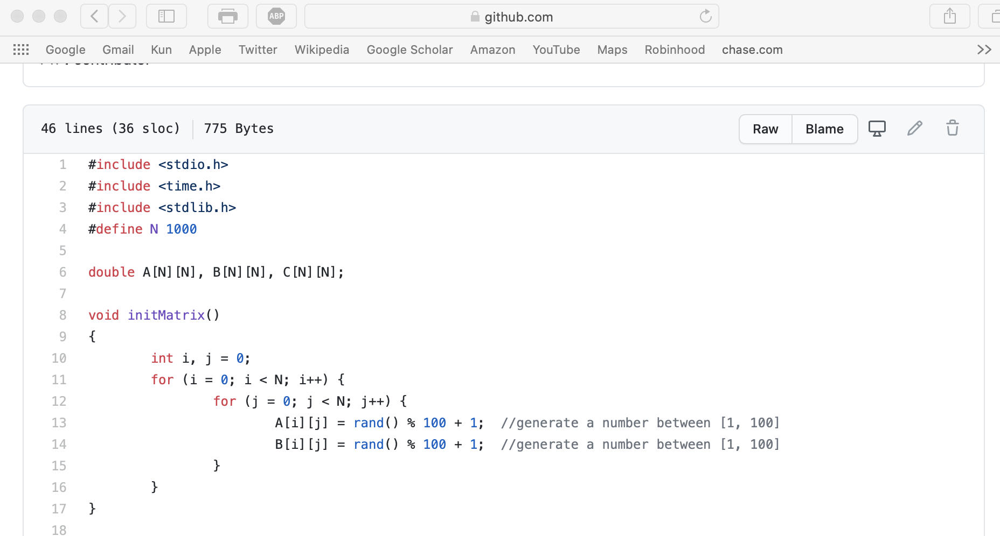 ABP
github.com
Google Gmail Kun Apple Twitter Wikipedia Google Scholar Amazon YouTube Maps Robinhood chase.com
contributor
46 lines (36 sloc) 775 Bytes Raw Blame
1 #include <stdio.h>
2 #include <time.h>
3 #include <stdlib.h>
4 #define N 1000
5
6 double A[N][N], B[N][N], C[N][N];
7
8 void initMatrix()
9 {
10 int i, j = 0;
11 for (i = 0; i < N; i++) {
12 for (j = 0; j < N; j++) {
13 A[i][j] = rand() % 100 + 1; //generate a number between [1, 100]
14 B[i][j] = rand() % 100 + 1; //generate a number between [1, 100]
15 }
16 }
17 }
18